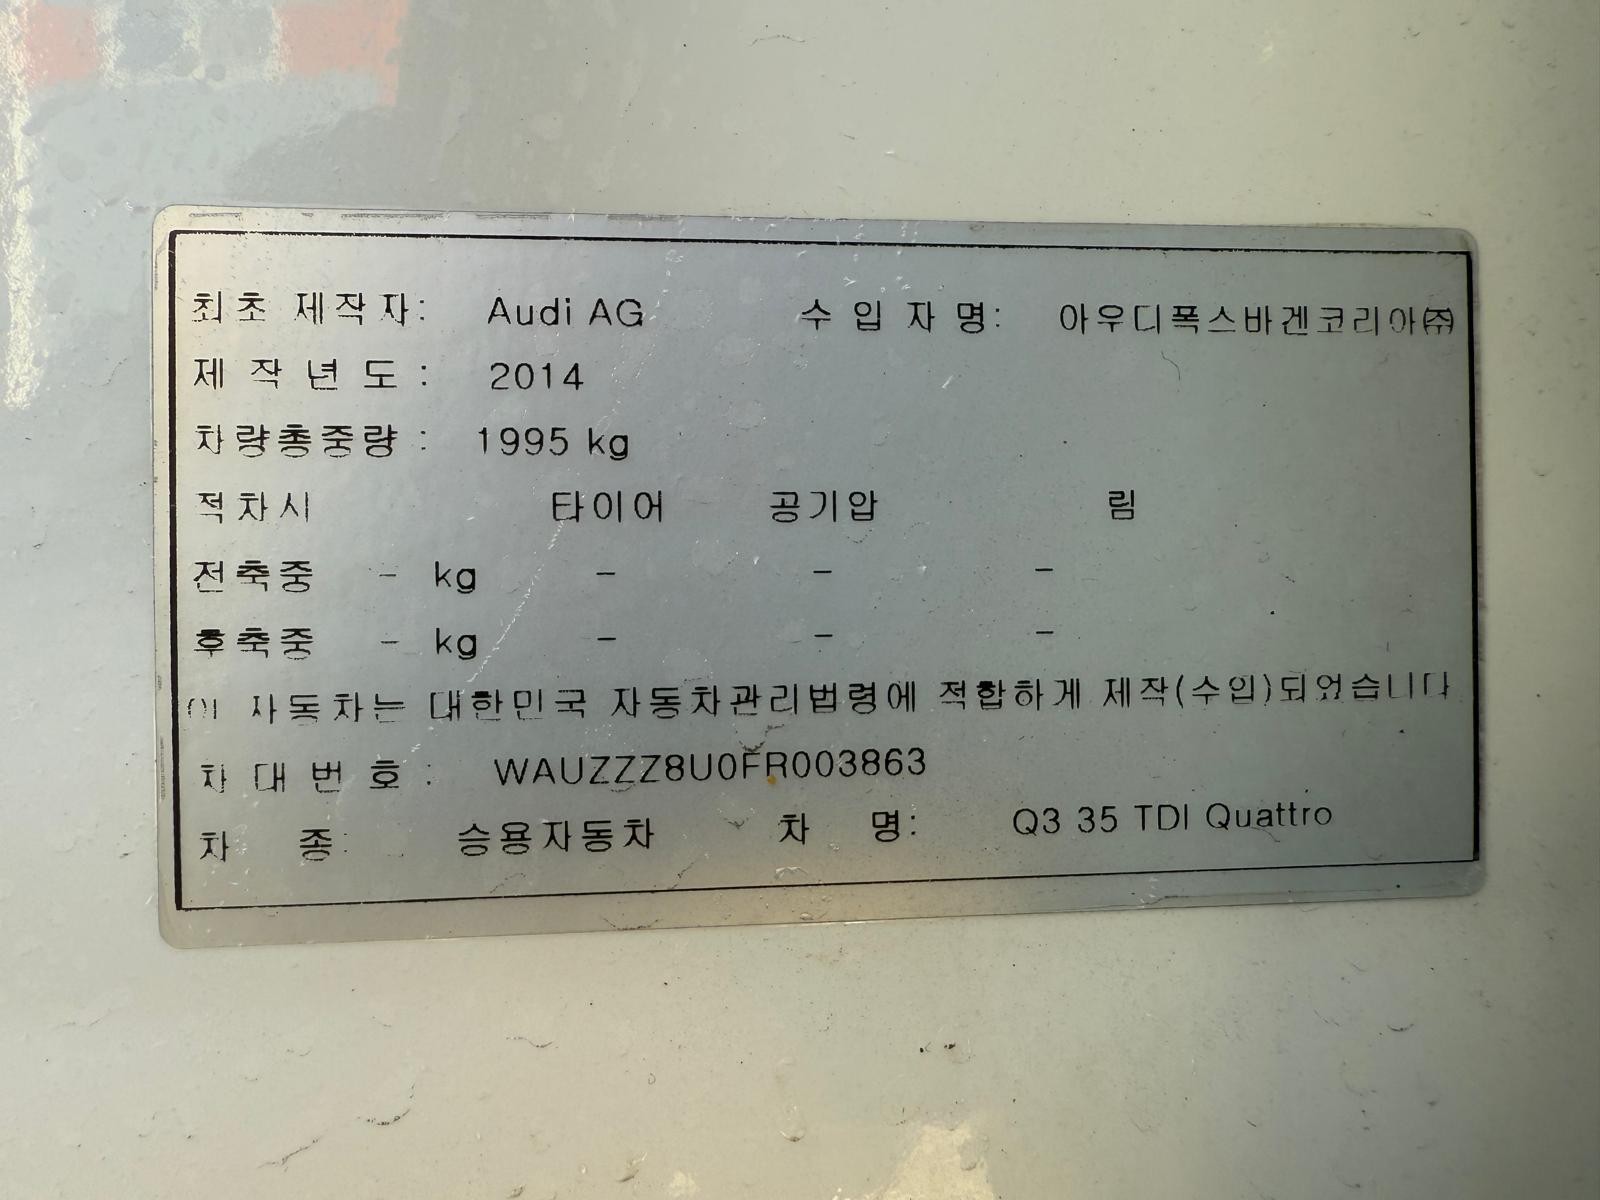 최초 제작자: Audi AG 수입자명: 아우디폭스바겐코리아㈜
제작년도: 2014
차량총중량: 1995 kg
적차시 타이어 공기압 림
전축중 - kg - - -
후축중 - kg - - -
이 자동차는 대한민국 자동차관리법령에 적합하게 제작(수입)되었습니다
차대번호: WAUZZZ8U0FR003863
차 종: 승용자동차 차 명: Q3 35 TDI Quattro